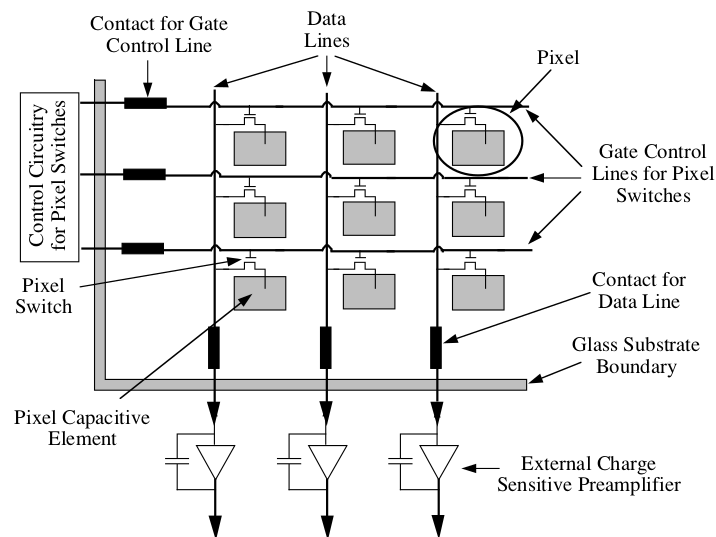 Contact for Gate
Control Line
Data
Lines
Pixel
Control Circuitry
for Pixel Switches
Gate Control
Lines for Pixel
Switches
Pixel
Switch
Contact for
Data Line
Glass Substrate
Boundary
Pixel Capacitive
Element
External Charge
Sensitive Preamplifier